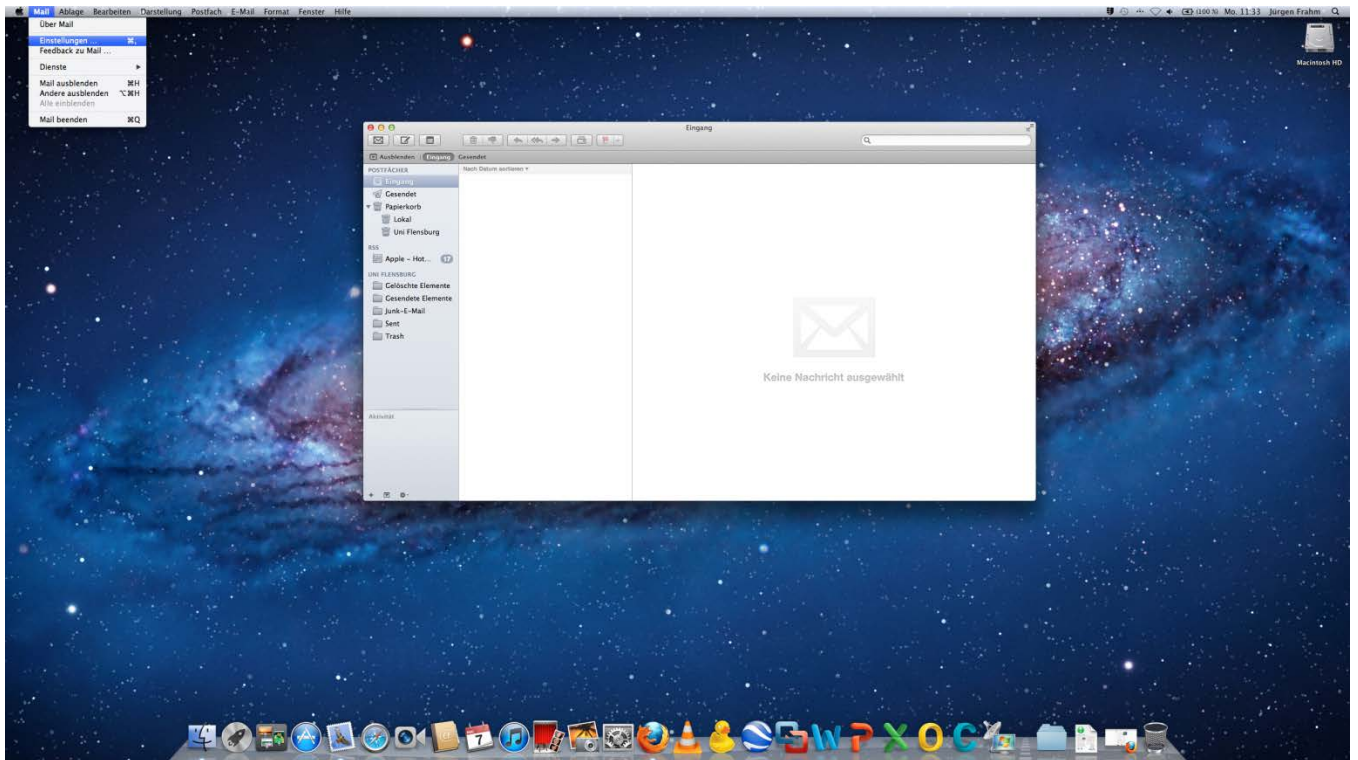 Mail Ablage Bearbeiten Darstellung Postfach E-Mail Format Fenster Hilfe
(100 %) Mo. 11:33 Jürgen Frahm
Über Mail
Einstellungen ... ⌘,
Feedback zu Mail ...
Dienste
Mail ausblenden ⌘H
Andere ausblenden ⌥⌘H
Alle einblenden
Mail beenden ⌘Q
Macintosh HD
Eingang
Ausblenden Eingang Gesendet
POSTFÄCHER
Eingang
Gesendet
Papierkorb
Lokal
Uni Flensburg
RSS
Apple – Hot... 17
UNI FLENSBURG
Gelöschte Elemente
Gesendete Elemente
Junk-E-Mail
Sent
Trash
Nach Datum sortieren
Keine Nachricht ausgewählt
Aktivität
7